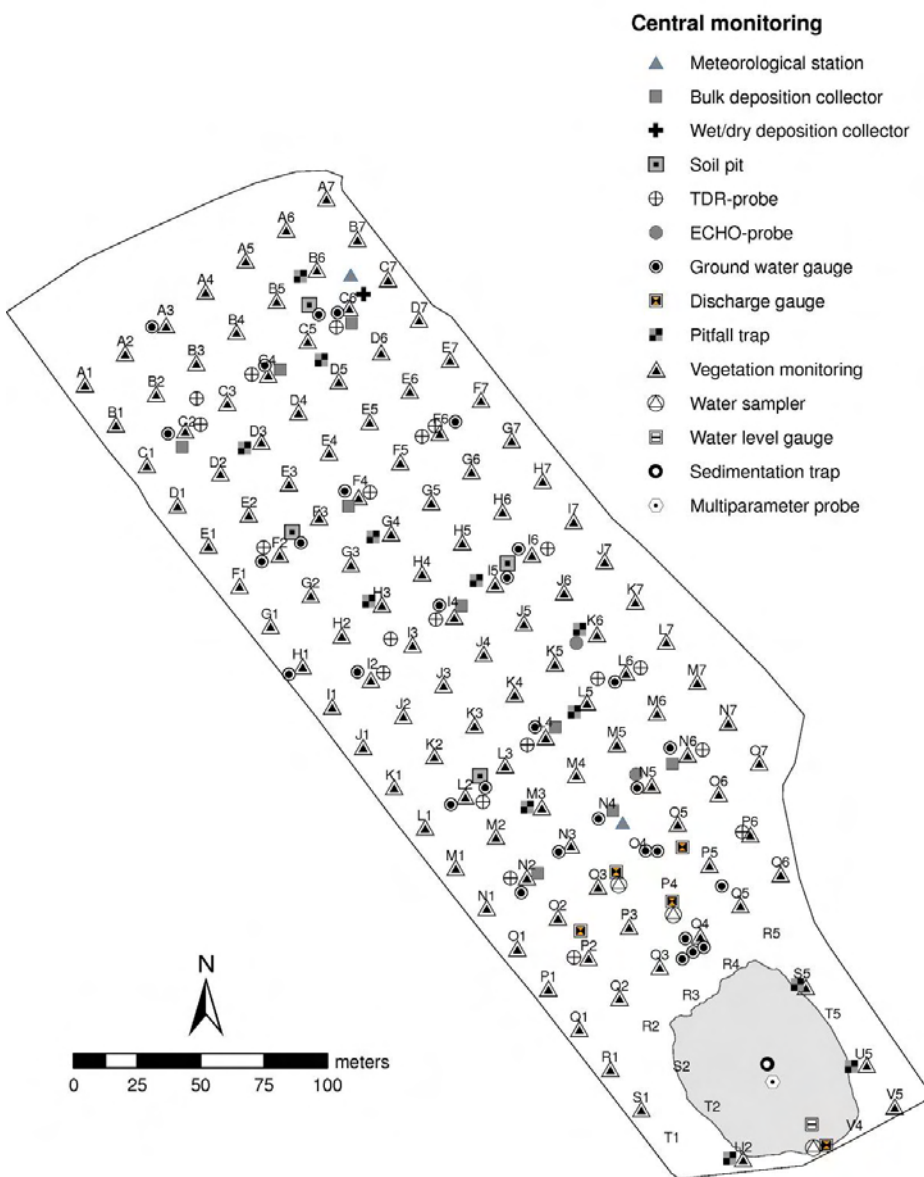 Central monitoring
Meteorological station
Bulk deposition collector
Wet/dry deposition collector
Soil pit
TDR-probe
ECHO-probe
Ground water gauge
Discharge gauge
Pitfall trap
Vegetation monitoring
Water sampler
Water level gauge
Sedimentation trap
Multiparameter probe
A7
A6
B7
A5
B6
C7
A4
B5
C6
A3
B4
C5
D7
A2
B3
D6
A1
B2
C3
G4
D5
E7
B1
C2
D4
E6
F7
C1
D3
E5
F6
G7
D2
E4
F5
D1
E3
G6
H7
E2
F4
G5
H6
I7
E1
F3
G4
H5
I6
J7
F2
G3
H4
I5
J6
K7
F1
G2
H3
I4
J5
K6
L7
G1
H2
I3
J4
K5
L6
M7
H1
I2
J3
K4
L5
M6
N7
I1
J2
K3
L4
M5
N6
O7
J1
K2
L3
M4
N5
O6
K1
L2
M3
N4
O5
P6
L1
M2
N3
O4
P5
Q6
M1
N2
O3
P4
Q5
N1
O2
P3
Q4
R5
O1
P2
Q3
R4
P1
Q2
R3
S5
Q1
R2
T5
R1
S2
U5
S1
T2
V5
T1
U2
V4
N
meters
0 25 50 75 100